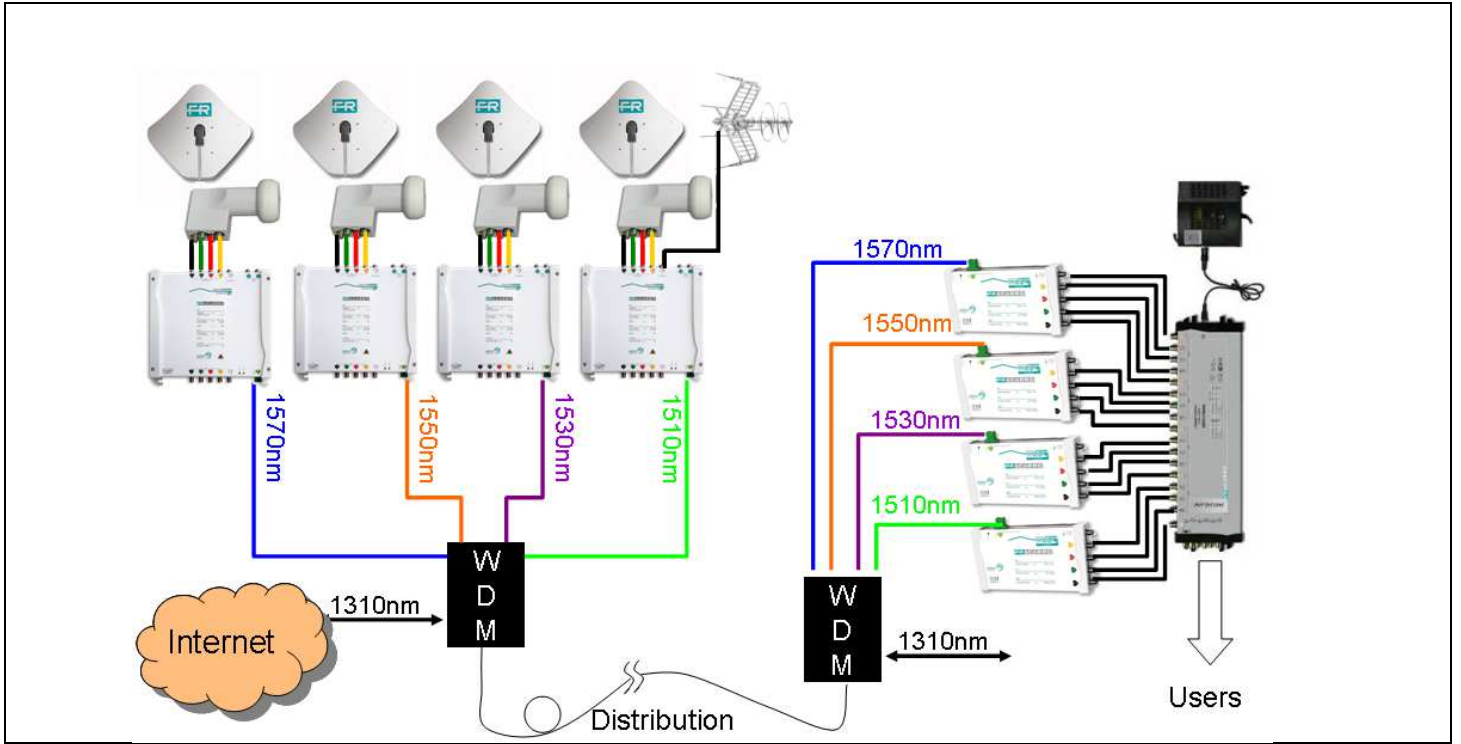 FR
FR
FR
FR
1570nm
1550nm
1530nm
1510nm
1570nm
1550nm
1530nm
1510nm
W
D
M
W
D
M
1310nm
Internet
1310nm
Distribution
Users